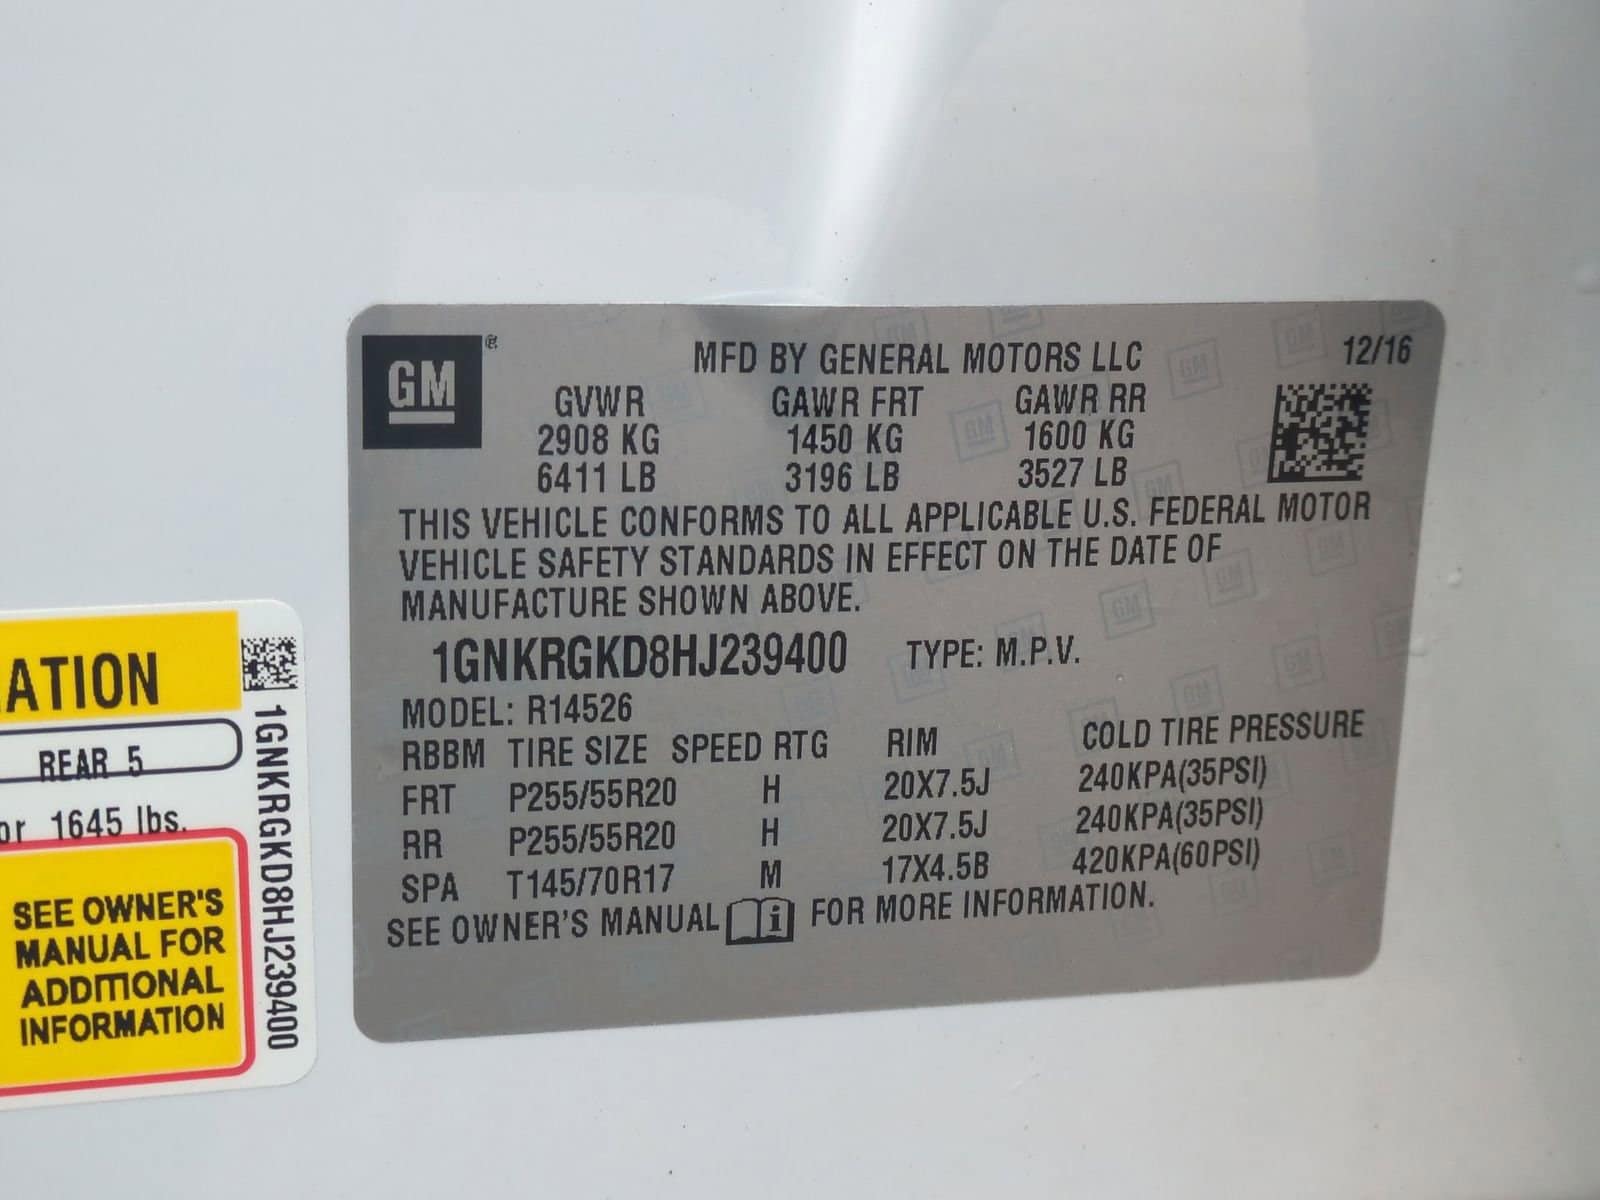 GM ®
MFD BY GENERAL MOTORS LLC 12/16
GVWR GAWR FRT GAWR RR
2908 KG 1450 KG 1600 KG
6411 LB 3196 LB 3527 LB
THIS VEHICLE CONFORMS TO ALL APPLICABLE U.S. FEDERAL MOTOR
VEHICLE SAFETY STANDARDS IN EFFECT ON THE DATE OF
MANUFACTURE SHOWN ABOVE.
1GNKRGKD8HJ239400 TYPE: M.P.V.
MODEL: R14526
RBBM TIRE SIZE SPEED RTG RIM COLD TIRE PRESSURE
FRT P255/55R20 H 20X7.5J 240KPA(35PSI)
RR P255/55R20 H 20X7.5J 240KPA(35PSI)
SPA T145/70R17 M 17X4.5B 420KPA(60PSI)
SEE OWNER'S MANUAL FOR MORE INFORMATION.
ATION
REAR 5
or 1645 lbs.
SEE OWNER'S
MANUAL FOR
ADDITIONAL
INFORMATION
1GNKRGKD8HJ239400